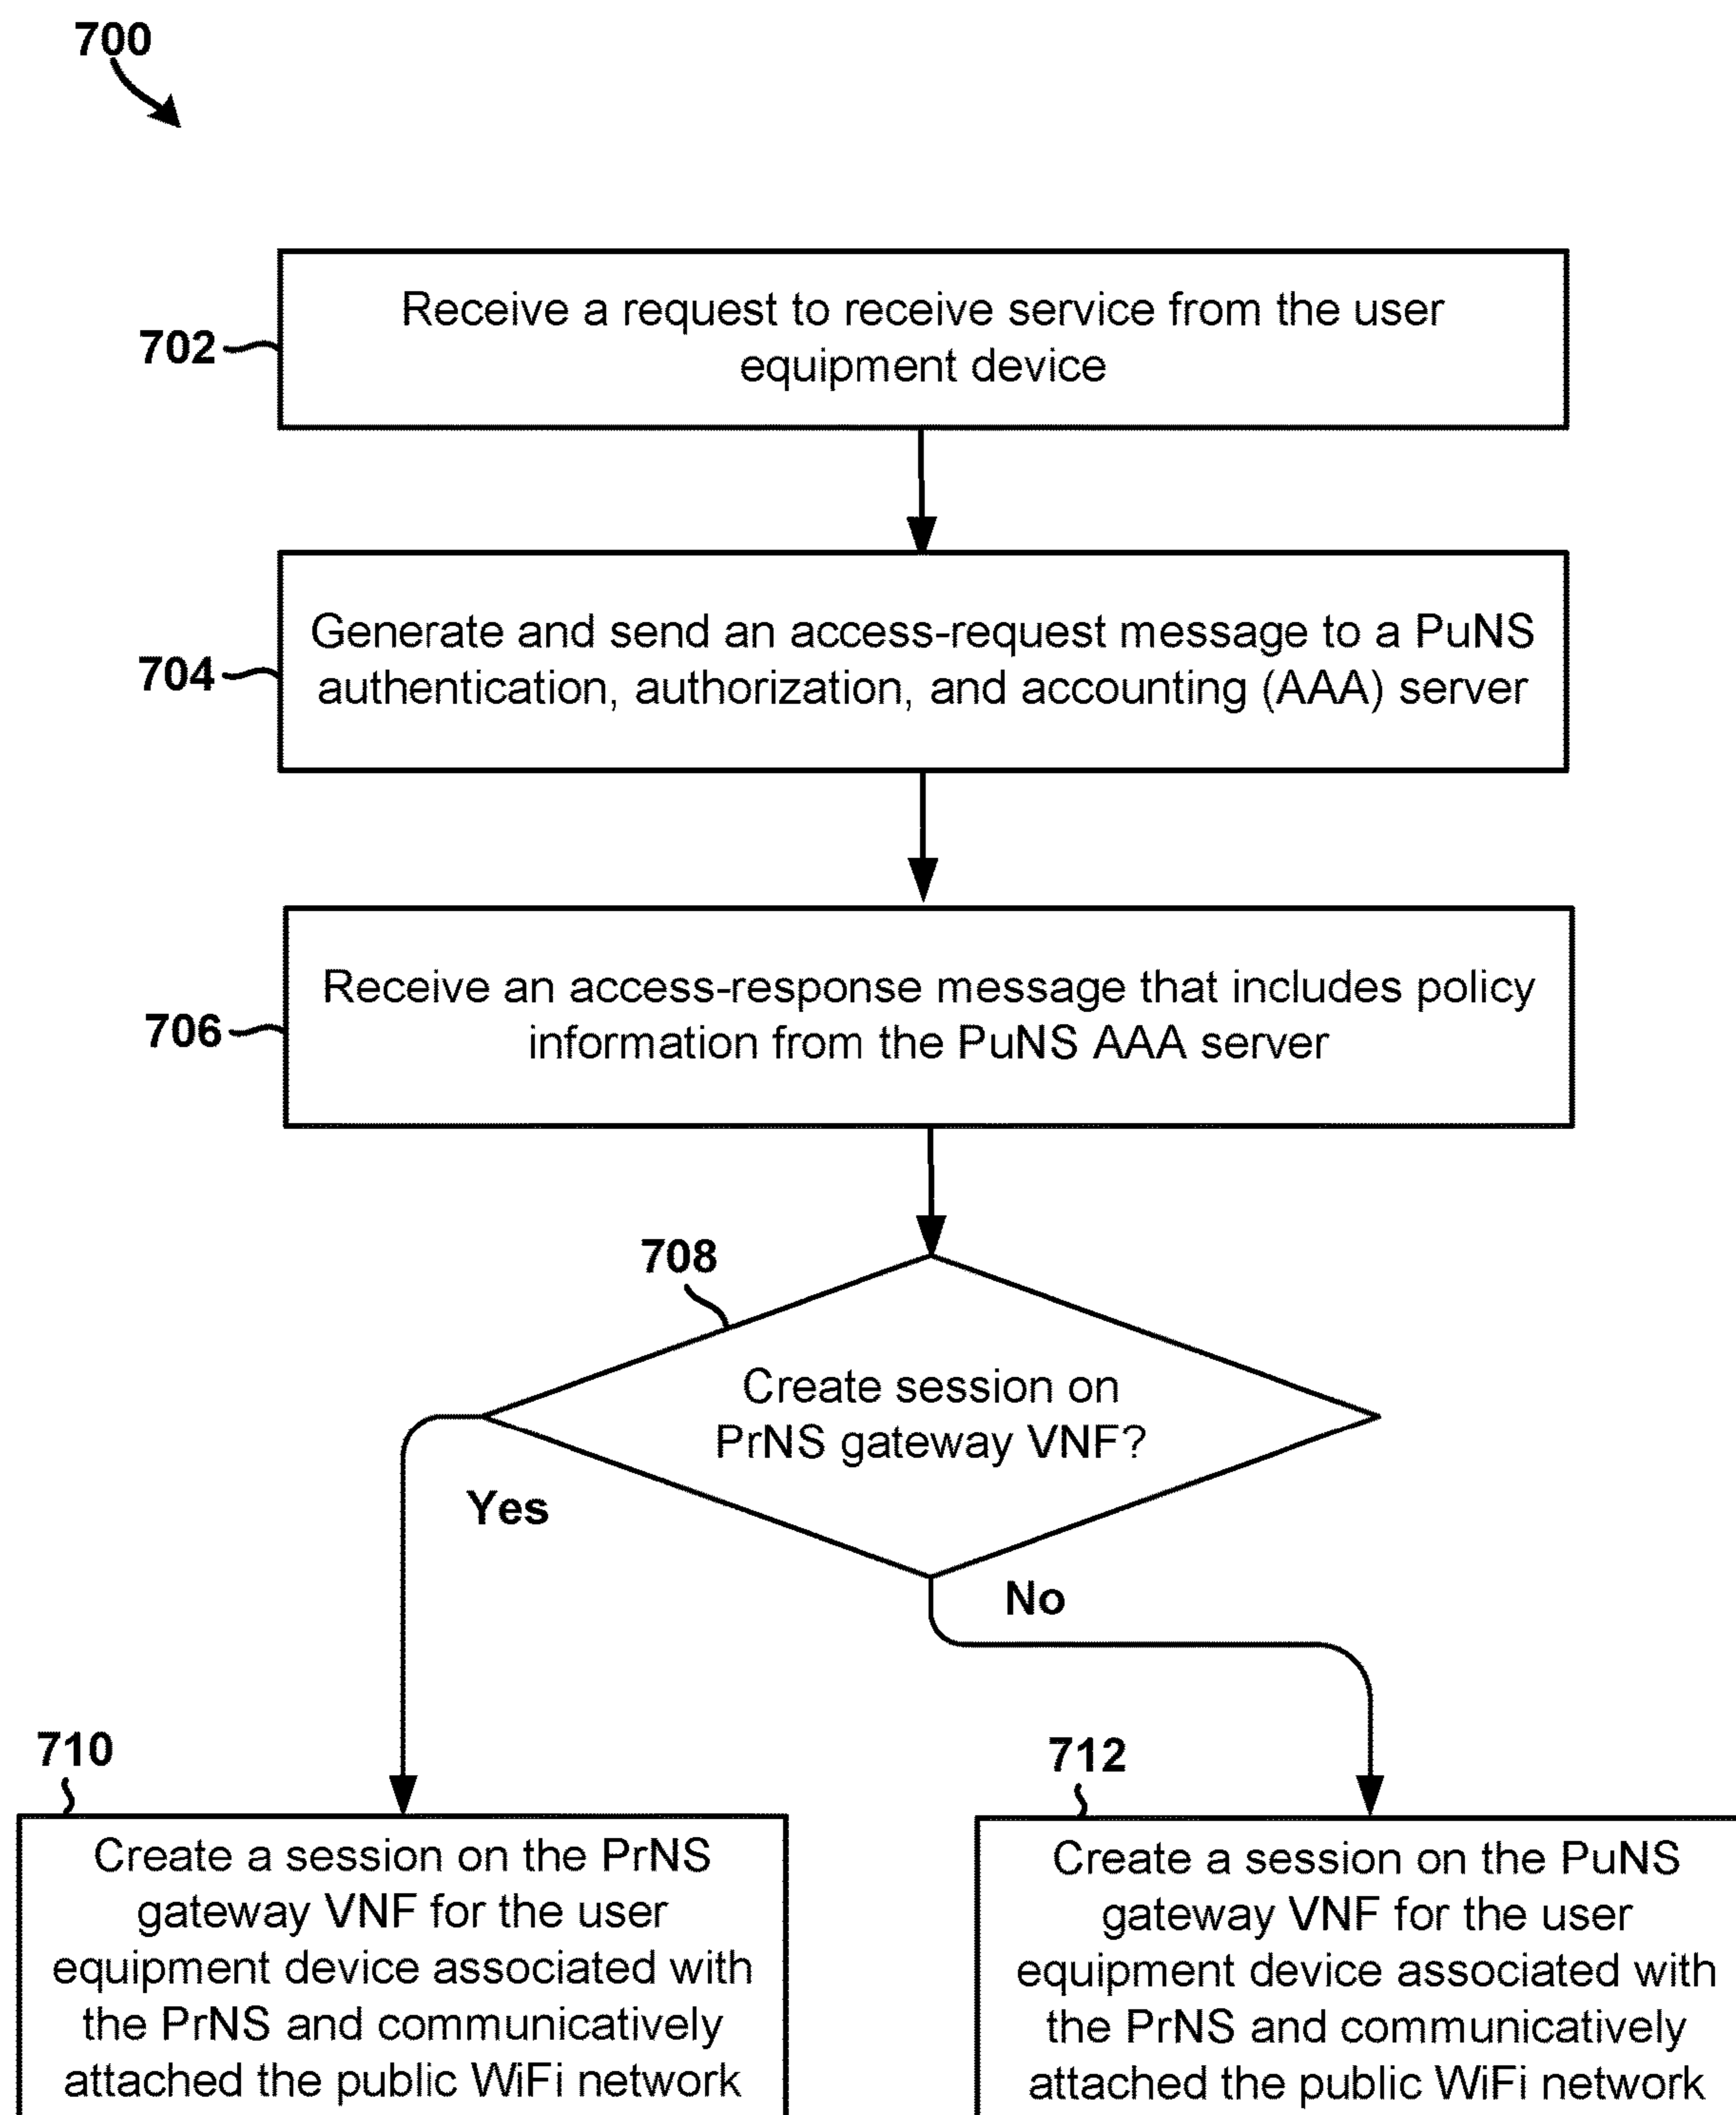 700
702
Receive a request to receive service from the user
equipment device
704
Generate and send an access-request message to a PuNS
authentication, authorization, and accounting (AAA) server
706
Receive an access-response message that includes policy
information from the PuNS AAA server
708
Create session on
PrNS gateway VNF?
Yes
No
710
Create a session on the PrNS
gateway VNF for the user
equipment device associated with
the PrNS and communicatively
attached the public WiFi network
712
Create a session on the PuNS
gateway VNF for the user
equipment device associated with
the PrNS and communicatively
attached the public WiFi network